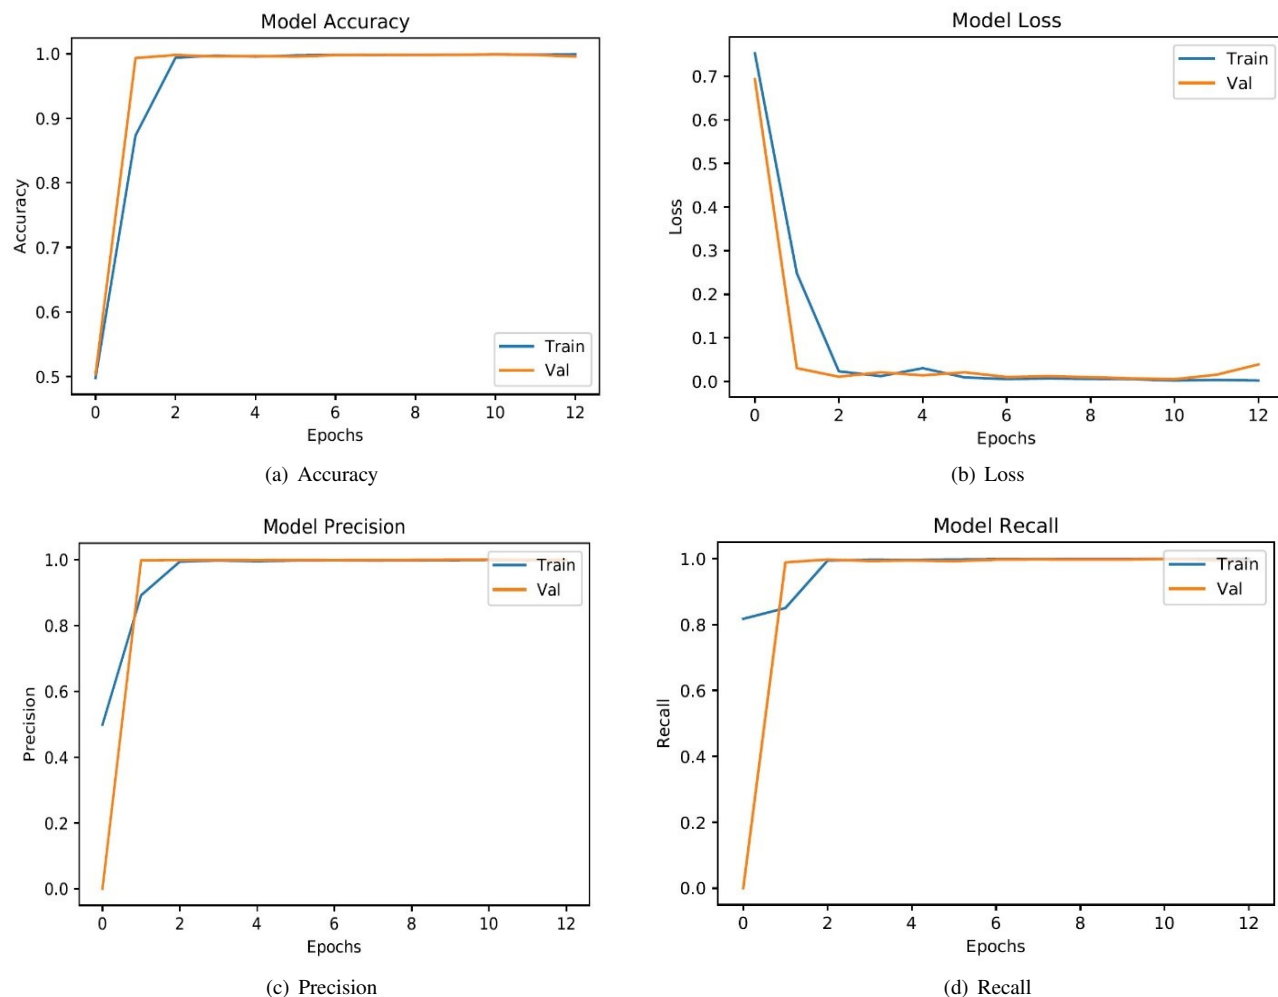 Model Accuracy
1.0
0.9
0.8
0.7
0.6
0.5
Accuracy
Train
Val
0 2 4 6 8 10 12
Epochs
(a) Accuracy
Model Loss
0.7
0.6
0.5
0.4
0.3
0.2
0.1
0.0
Loss
Train
Val
0 2 4 6 8 10 12
Epochs
(b) Loss
Model Precision
1.0
0.8
0.6
0.4
0.2
0.0
Precision
Train
Val
0 2 4 6 8 10 12
Epochs
(c) Precision
Model Recall
1.0
0.8
0.6
0.4
0.2
0.0
Recall
Train
Val
0 2 4 6 8 10 12
Epochs
(d) Recall